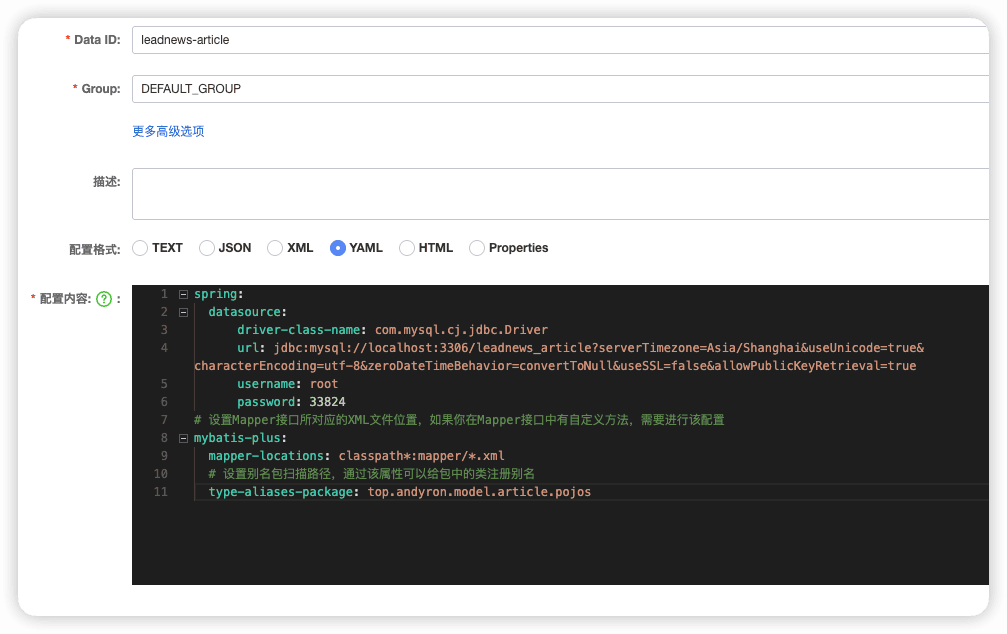 * Data ID: leadnews-article
* Group: DEFAULT_GROUP
更多高级选项
描述:
配置格式: TEXT JSON XML YAML HTML Properties
* 配置内容: ? :
1 spring:
2 datasource:
3 driver-class-name: com.mysql.cj.jdbc.Driver
4 url: jdbc:mysql://localhost:3306/leadnews_article?serverTimezone=Asia/Shanghai&useUnicode=true&
characterEncoding=utf-8&zeroDateTimeBehavior=convertToNull&useSSL=false&allowPublicKeyRetrieval=true
5 username: root
6 password: 33824
7 # 设置Mapper接口所对应的XML文件位置，如果你在Mapper接口中有自定义方法，需要进行该配置
8 mybatis-plus:
9 mapper-locations: classpath*:mapper/*.xml
10 # 设置别名包扫描路径，通过该属性可以给包中的类注册别名
11 type-aliases-package: top.andyron.model.article.pojos